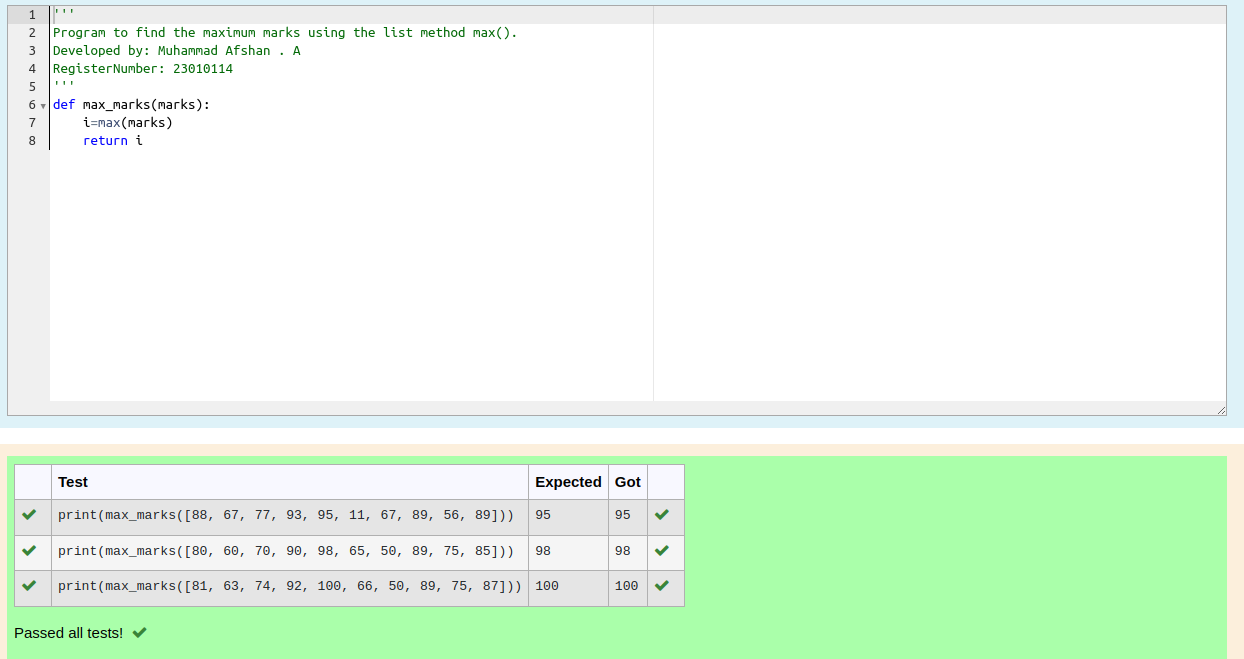 1 '''
2 Program to find the maximum marks using the list method max().
3 Developed by: Muhammad Afshan . A
4 RegisterNumber: 23010114
5 '''
6 def max_marks(marks):
7     i=max(marks)
8     return i
Test Expected Got
print(max_marks([88, 67, 77, 93, 95, 11, 67, 89, 56, 89])) 95 95
print(max_marks([80, 60, 70, 90, 98, 65, 50, 89, 75, 85])) 98 98
print(max_marks([81, 63, 74, 92, 100, 66, 50, 89, 75, 87])) 100 100
Passed all tests!